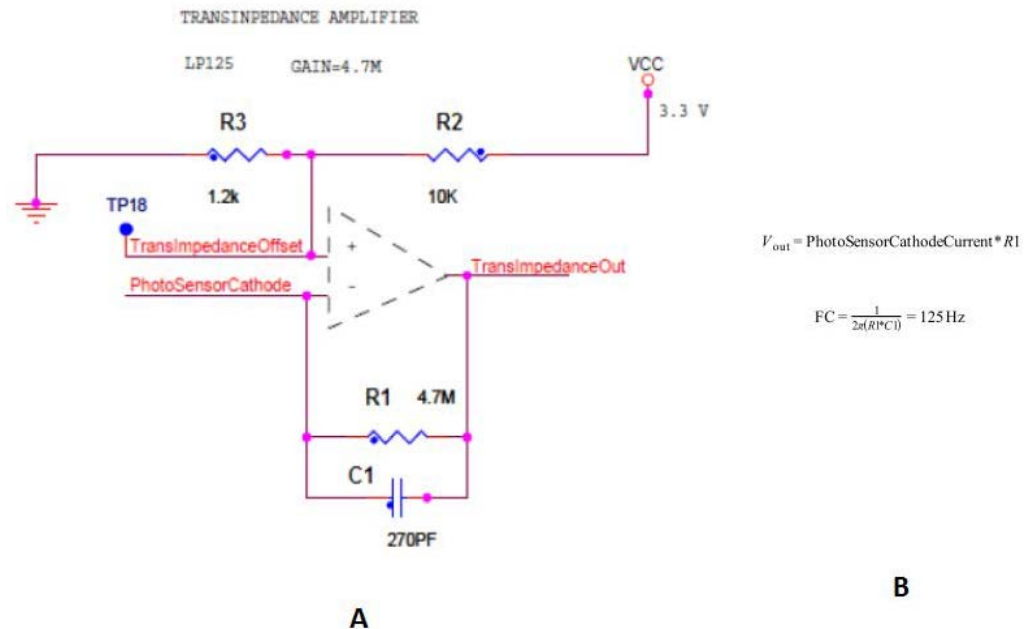 TRANSINPEDANCE AMPLIFIER
LP125 GAIN=4.7M
VCC
3.3 V
R3
R2
1.2k
10K
TP18
TransImpedanceOffset
+
PhotoSensorCathode
-
TransImpedanceOut
R1 4.7M
C1
270PF
A
V_out = PhotoSensorCathodeCurrent * R1
FC = 1/2π(R1*C1) = 125 Hz
B